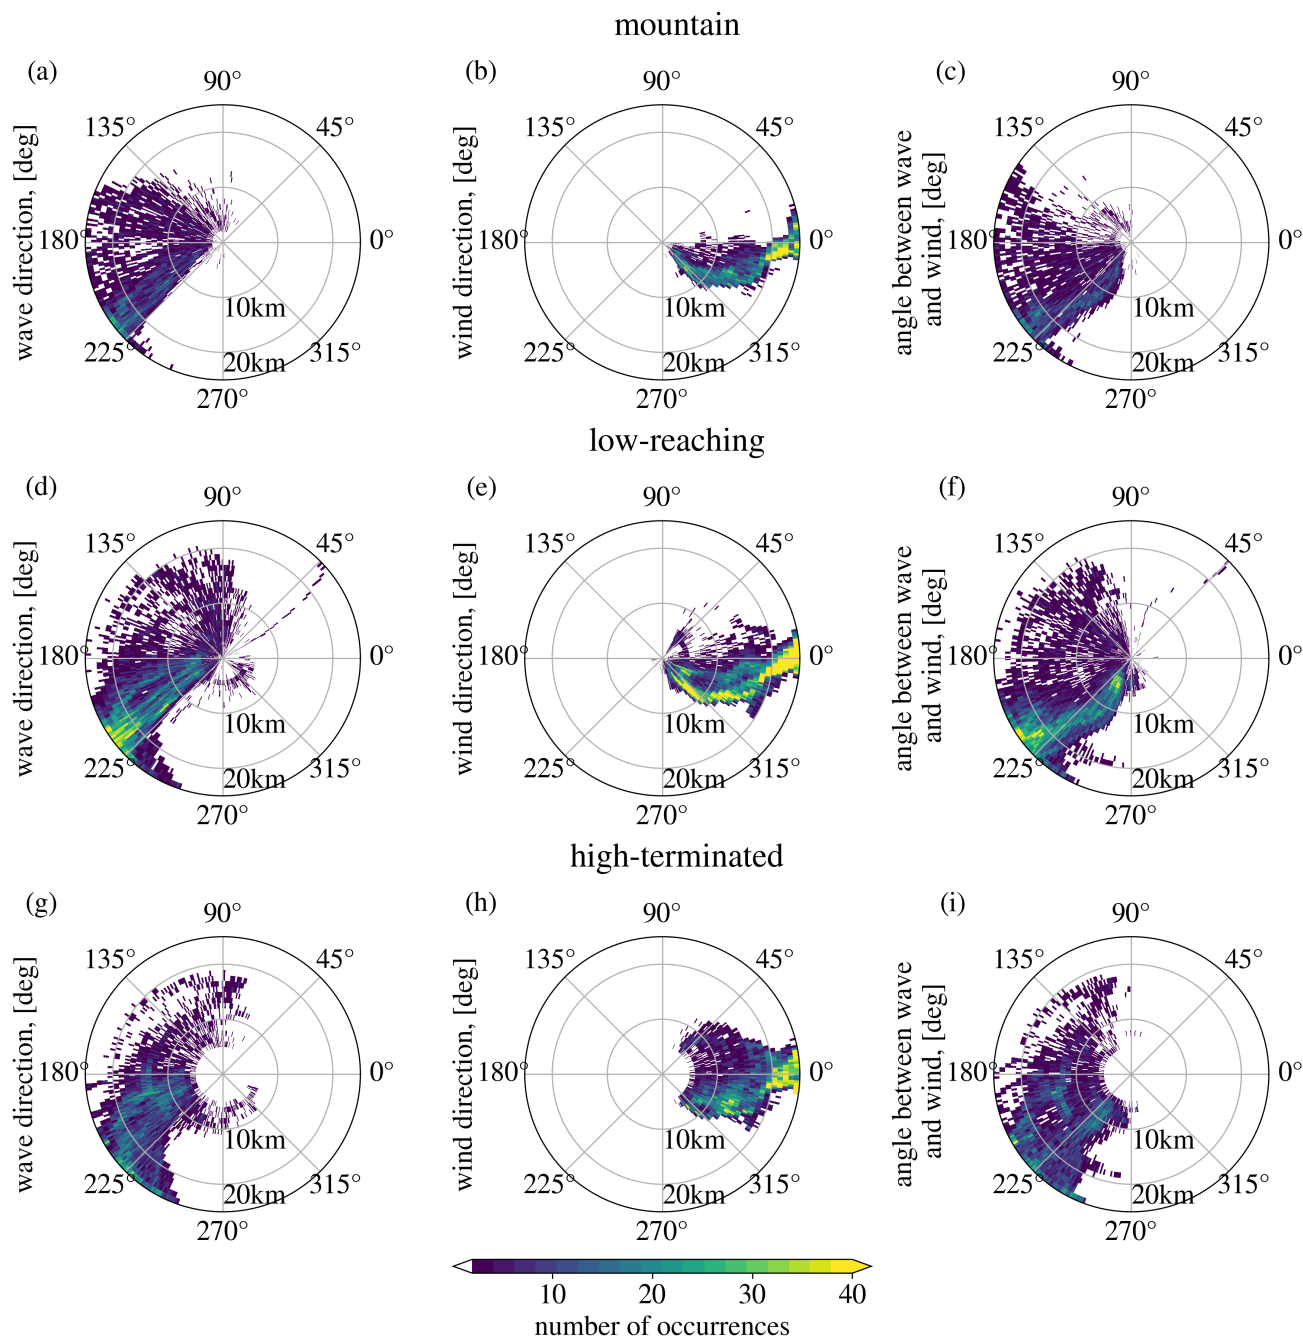 mountain
(a)
(b)
(c)
90°
90°
90°
135°
45°
135°
45°
135°
45°
wave direction, [deg]
wind direction, [deg]
angle between wave
and wind, [deg]
180°
0°
180°
0°
180°
0°
10km
10km
10km
225°
20km
315°
225°
20km
315°
225°
20km
315°
270°
270°
270°
low-reaching
(d)
(e)
(f)
90°
90°
90°
135°
45°
135°
45°
135°
45°
wave direction, [deg]
wind direction, [deg]
angle between wave
and wind, [deg]
180°
0°
180°
0°
180°
0°
10km
10km
10km
225°
20km
315°
225°
20km
315°
225°
20km
315°
270°
270°
270°
high-terminated
(g)
(h)
(i)
90°
90°
90°
135°
45°
135°
45°
135°
45°
wave direction, [deg]
wind direction, [deg]
angle between wave
and wind, [deg]
180°
0°
180°
0°
180°
0°
10km
10km
10km
225°
20km
315°
225°
20km
315°
225°
20km
315°
270°
270°
270°
10
20
30
40
number of occurrences